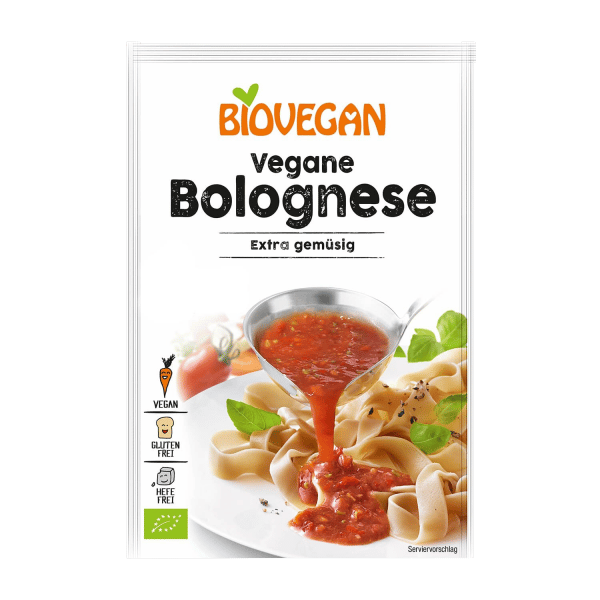 BIOVEGAN
Vegane
Bolognese
Extra gemüsig
VEGAN
GLUTEN
FREI
HEFE
FREI
Serviervorschlag